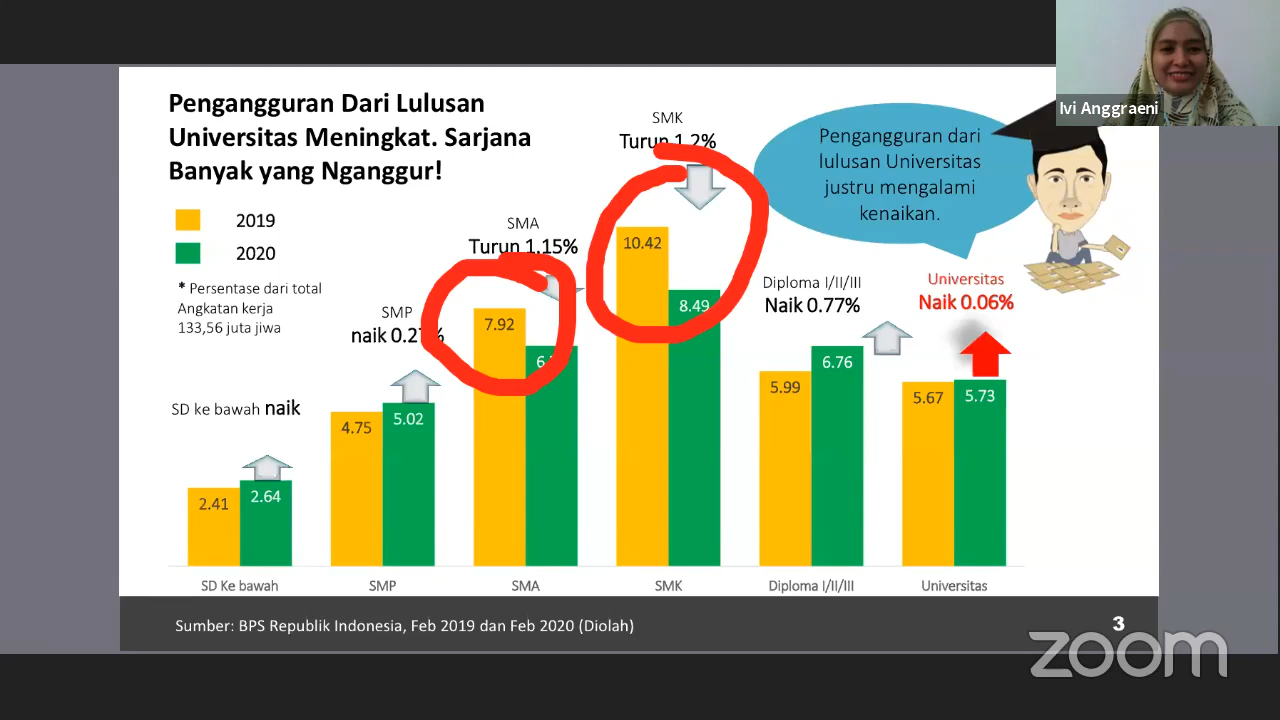 Ivi Anggraeni
Pengangguran Dari Lulusan
Universitas Meningkat. Sarjana
Banyak yang Nganggur!
2019
2020
* Persentase dari total
Angkatan kerja
133,56 juta jiwa
SD ke bawah naik
SMP
naik 0.27%
SMA
Turun 1.15%
SMK
Turun 1.2%
Pengangguran dari
lulusan Universitas
justru mengalami
kenaikan.
Diploma I/II/III
Naik 0.77%
Universitas
Naik 0.06%
2.41
2.64
4.75
5.02
7.92
10.42
8.49
5.99
6.76
5.67
5.73
SD Ke bawah
SMP
SMA
SMK
Diploma I/II/III
Universitas
Sumber: BPS Republik Indonesia, Feb 2019 dan Feb 2020 (Diolah)
3
zoom